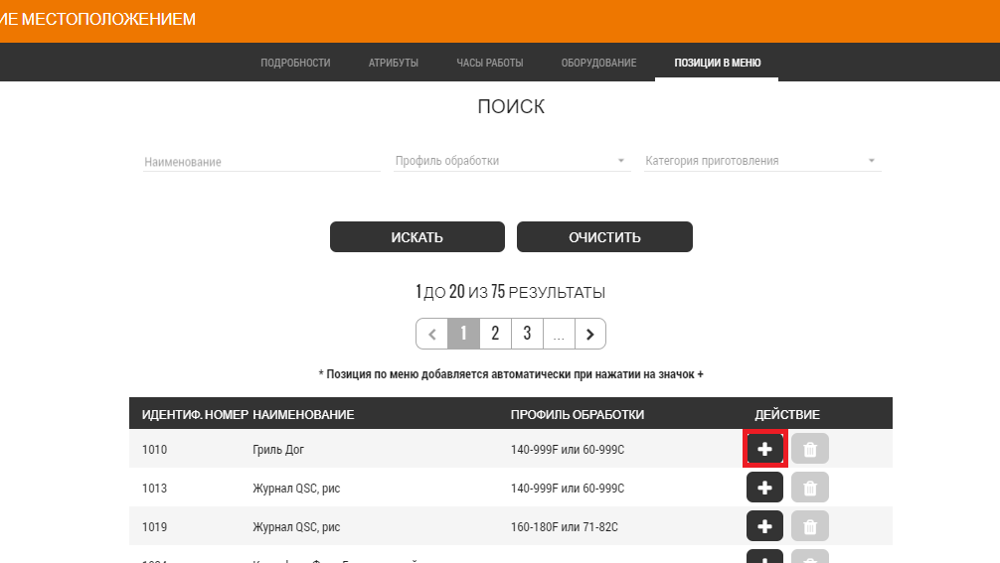 ИЕ МЕСТОПОЛОЖЕНИЕМ
ПОДРОБНОСТИ АТРИБУТЫ ЧАСЫ РАБОТЫ ОБОРУДОВАНИЕ ПОЗИЦИИ В МЕНЮ
ПОИСК
Наименование Профиль обработки Категория приготовления
ИСКАТЬ ОЧИСТИТЬ
1 ДО 20 ИЗ 75 РЕЗУЛЬТАТЫ
1 2 3 ...
* Позиция по меню добавляется автоматически при нажатии на значок +
ИДЕНТИФ. НОМЕР НАИМЕНОВАНИЕ ПРОФИЛЬ ОБРАБОТКИ ДЕЙСТВИЕ
1010 Гриль Дог 140-999F или 60-999C
1013 Журнал QSC, рис 140-999F или 60-999C
1019 Журнал QSC, рис 160-180F или 71-82C